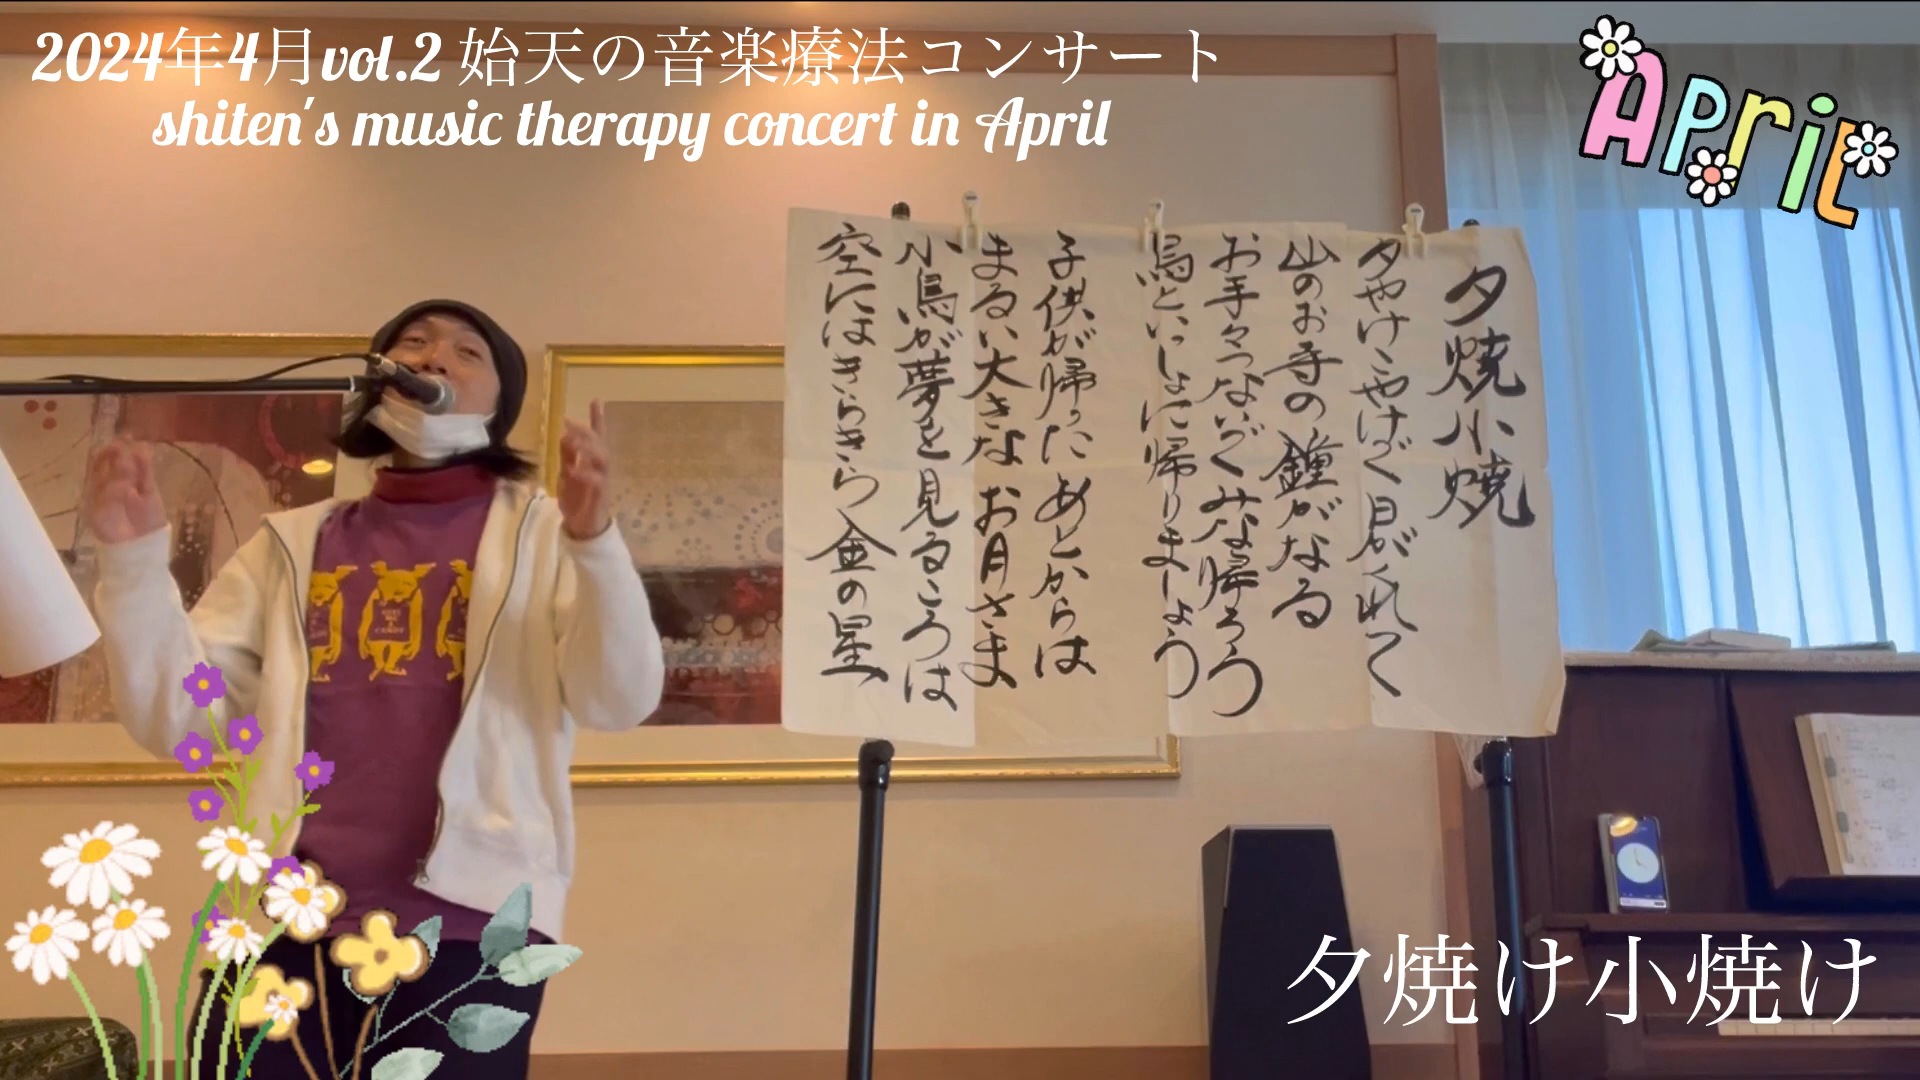 2024年4月vol.2 始天の音楽療法コンサート
shiten's music therapy concert in April
April
夕焼小焼
夕やけこやけで日がくれて
山のお寺の鐘がなる
お手々つないでみな帰ろう
烏といっしょに帰りましょう
子供が帰ったあとからは
まるい大きなお月さま
小鳥が夢を見るころは
空にはきらきら金の星
夕焼け小焼け